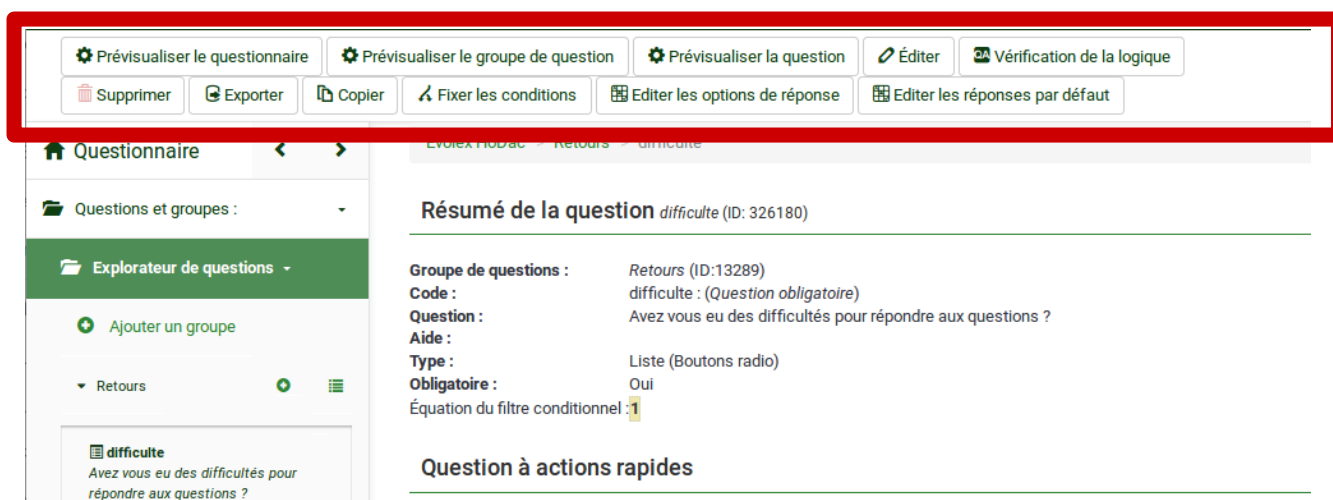 Prévisualiser le questionnaire Prévisualiser le groupe de question Prévisualiser la question Éditer QA Vérification de la logique
Supprimer Exporter Copier Fixer les conditions Editer les options de réponse Editer les réponses par défaut
Questionnaire
Evolex HoDac > Retours > difficulte
Questions et groupes :
Explorateur de questions
Ajouter un groupe
Retours
difficulte
Avez vous eu des difficultés pour
répondre aux questions ?
Résumé de la question difficulte (ID: 326180)
Groupe de questions : Retours (ID:13289)
Code : difficulte : (Question obligatoire)
Question : Avez vous eu des difficultés pour répondre aux questions ?
Aide :
Type : Liste (Boutons radio)
Obligatoire : Oui
Équation du filtre conditionnel :1
Question à actions rapides